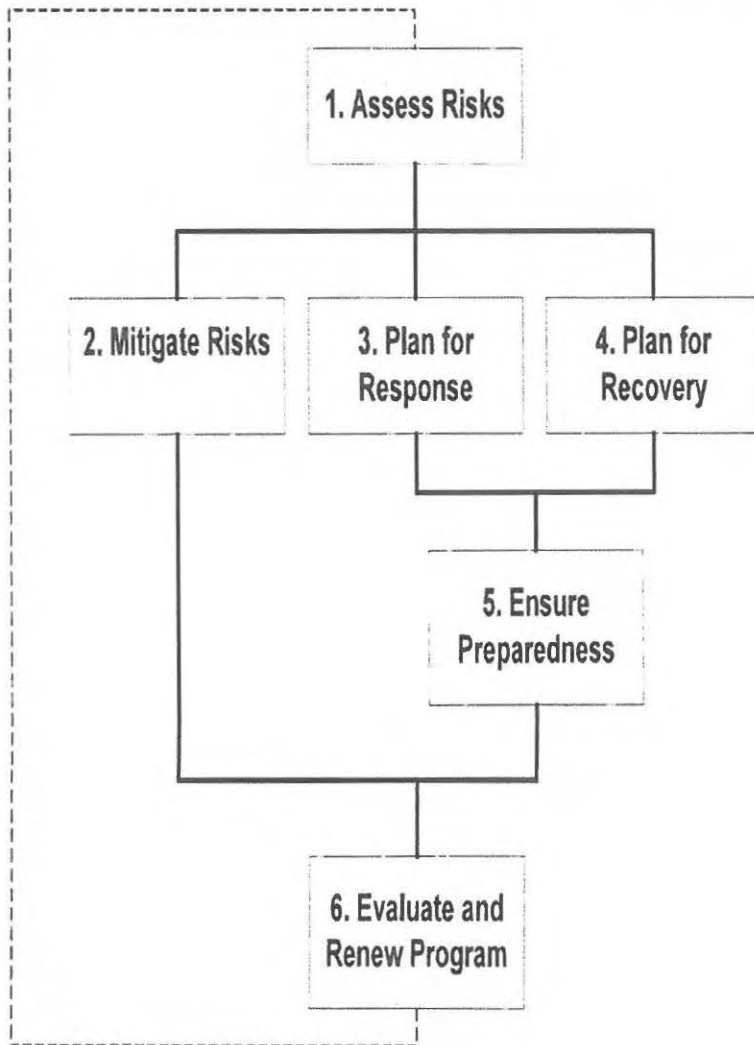 1. Assess Risks
2. Mitigate Risks
3. Plan for
Response
4. Plan for
Recovery
5. Ensure
Preparedness
6. Evaluate and
Renew Program